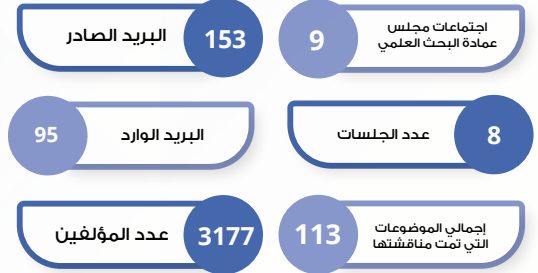 اجتماعات مجلس
عمادة البحث العلمي
9
البريد الصادر
153
8
عدد الجلسات
البريد الوارد
95
إجمالي الموضوعات
التي تمت مناقشتها
113
3177
عدد المؤلفين